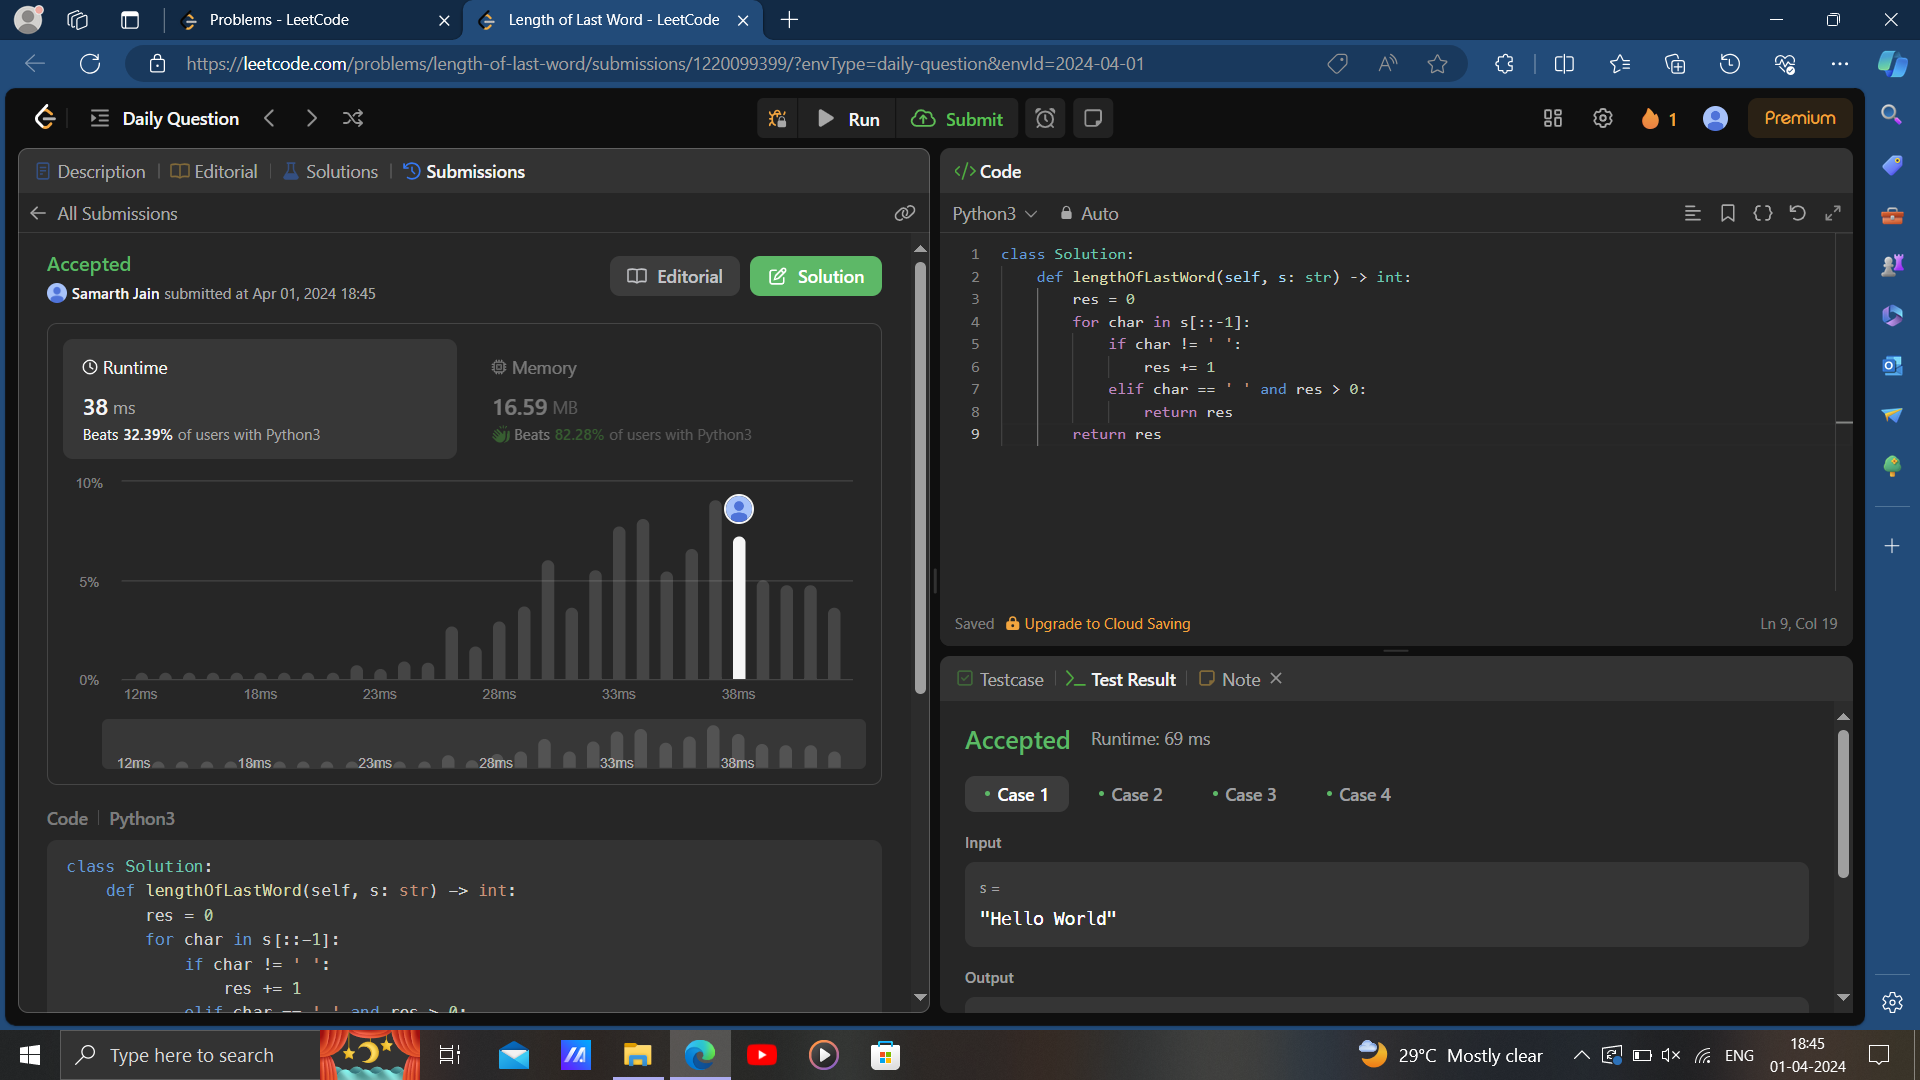 Problems - LeetCode
Length of Last Word - LeetCode
https://leetcode.com/problems/length-of-last-word/submissions/1220099399/?envType=daily-question&envId=2024-04-01
Daily Question
Run
Submit
1
Premium
Description
Editorial
Solutions
Submissions
All Submissions
Accepted
Samarth Jain submitted at Apr 01, 2024 18:45
Editorial
Solution
Runtime
38 ms
Beats 32.39% of users with Python3
Memory
16.59 MB
Beats 82.28% of users with Python3
10%
5%
0%
12ms 18ms 23ms 28ms 33ms 38ms
12ms 18ms 23ms 28ms 33ms 38ms
Code Python3
class Solution:
def lengthOfLastWord(self, s: str) -> int:
res = 0
for char in s[::-1]:
if char != ' ':
res += 1
elif char == ' ' and res > 0:
</> Code
Python3
Auto
1 class Solution:
2 def lengthOfLastWord(self, s: str) -> int:
3 res = 0
4 for char in s[::-1]:
5 if char != ' ':
6 res += 1
7 elif char == ' ' and res > 0:
8 return res
9 return res
Saved
Upgrade to Cloud Saving
Ln 9, Col 19
Testcase
Test Result
Note
Accepted
Runtime: 69 ms
Case 1
Case 2
Case 3
Case 4
Input
s =
"Hello World"
Output
Type here to search
29°C Mostly clear
ENG
18:45
01-04-2024